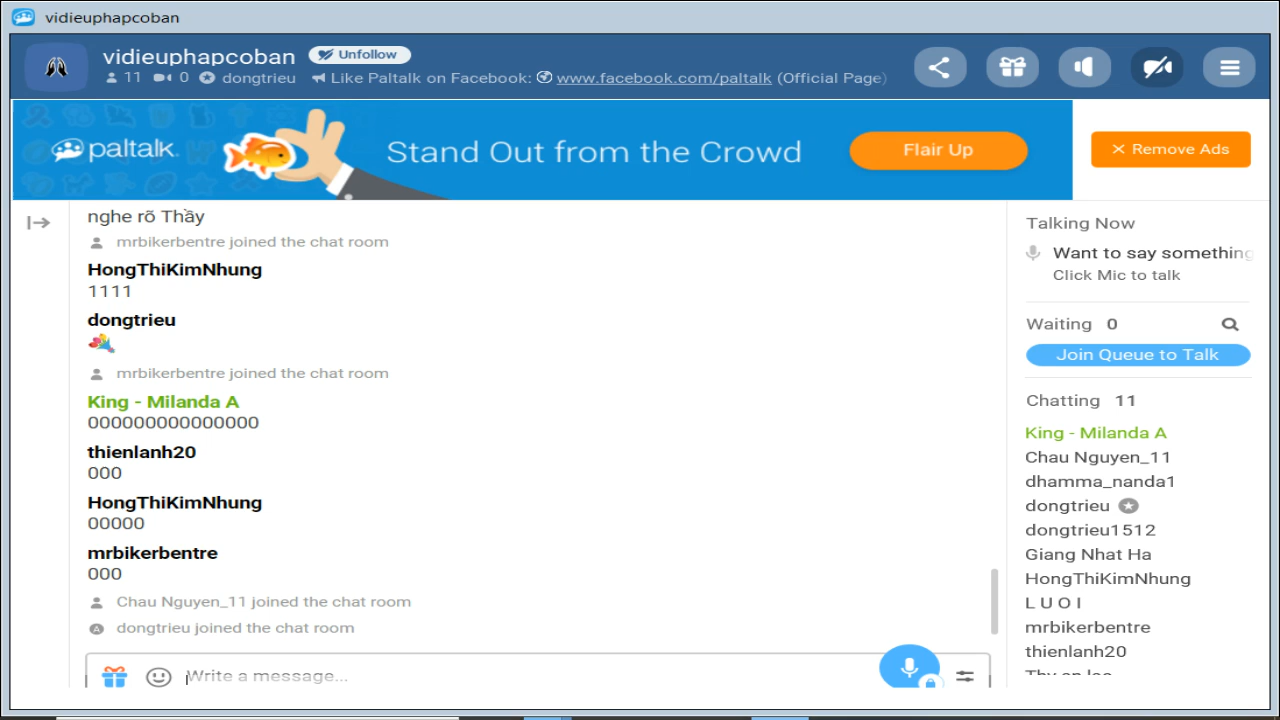 vidieuphapcoban
vidieuphapcoban Unfollow
11 0 dongtrieu Like Paltalk on Facebook: www.facebook.com/paltalk (Official Page)
paltalk
Stand Out from the Crowd
Flair Up
Remove Ads
nghe rõ Thầy
mrbikerbentre joined the chat room
HongThiKimNhung
1111
dongtrieu
mrbikerbentre joined the chat room
King - Milanda A
000000000000000
thienlanh20
000
HongThiKimNhung
00000
mrbikerbentre
000
Chau Nguyen_11 joined the chat room
A dongtrieu joined the chat room
Write a message...
Talking Now
Want to say something
Click Mic to talk
Waiting 0
Join Queue to Talk
Chatting 11
King - Milanda A
Chau Nguyen_11
dhamma_nanda1
dongtrieu
dongtrieu1512
Giang Nhat Ha
HongThiKimNhung
L U O I
mrbikerbentre
thienlanh20